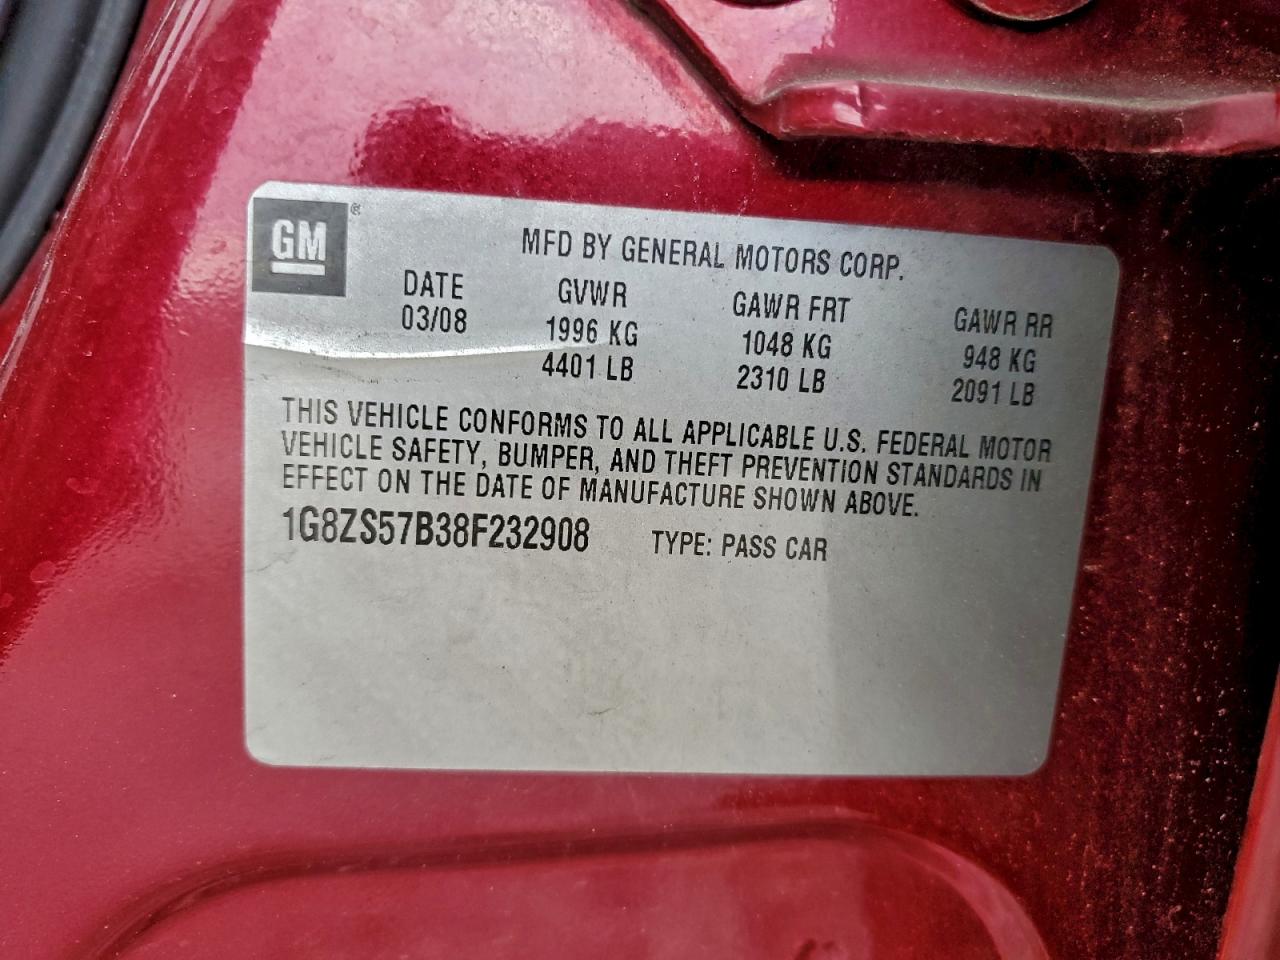 GM ®
MFD BY GENERAL MOTORS CORP.
DATE GVWR GAWR FRT GAWR RR
03/08 1996 KG 1048 KG 948 KG
4401 LB 2310 LB 2091 LB
THIS VEHICLE CONFORMS TO ALL APPLICABLE U.S. FEDERAL MOTOR
VEHICLE SAFETY, BUMPER, AND THEFT PREVENTION STANDARDS IN
EFFECT ON THE DATE OF MANUFACTURE SHOWN ABOVE.
1G8ZS57B38F232908 TYPE: PASS CAR